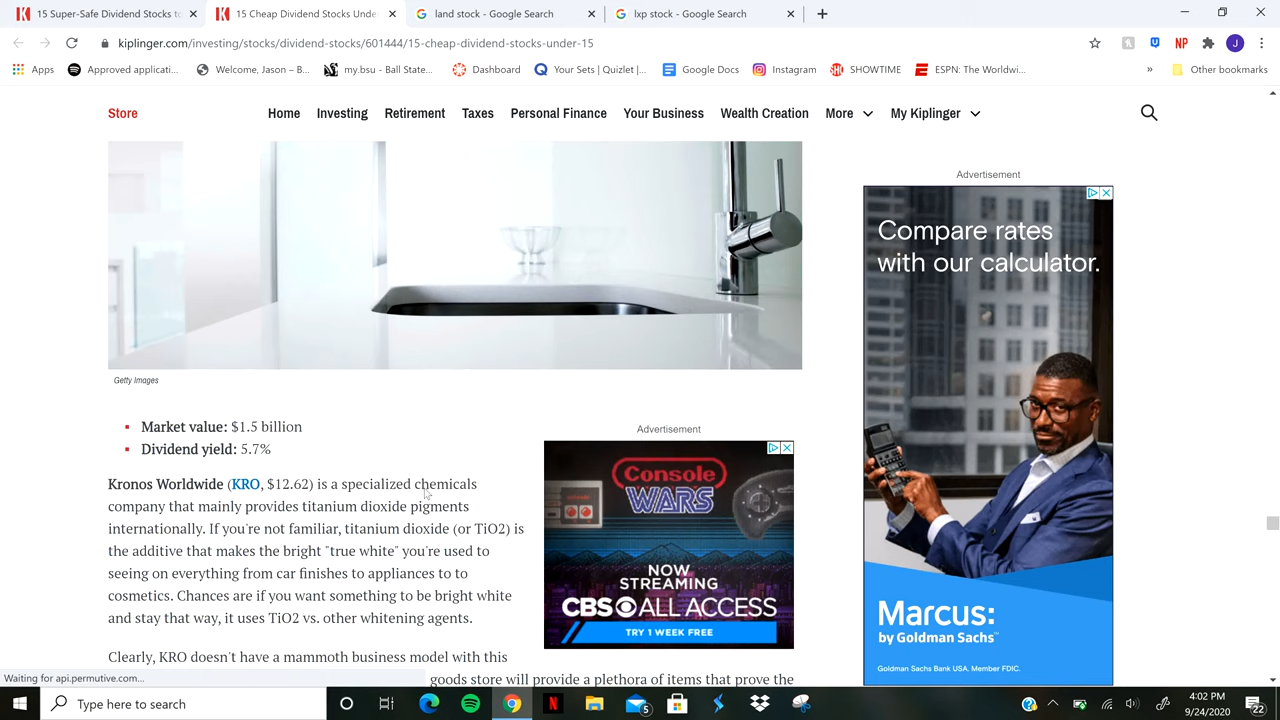 15 Super-Safe Dividend Stocks to
15 Cheap Dividend Stocks Unde
land stock - Google Search
lxp stock - Google Search
kiplinger.com/investing/stocks/dividend-stocks/601444/15-cheap-dividend-stocks-under-15
NP
J
Apps
Approved applicati...
Welcome, Jason – B...
my.bsu - Ball State...
Dashboard
Your Sets | Quizlet |...
Google Docs
Instagram
SHOWTIME
ESPN: The Worldwi...
»
Other bookmarks
Store
Home
Investing
Retirement
Taxes
Personal Finance
Your Business
Wealth Creation
More
My Kiplinger
Getty Images
Market value: $1.5 billion
Dividend yield: 5.7%
Kronos Worldwide (KRO, $12.62) is a specialized chemicals
company that mainly provides titanium dioxide pigments
internationally. If you're not familiar, titanium dioxide (or TiO2) is
the additive that makes the bright "true white" you're used to
seeing on everything from car finishes to appliances to to
cosmetics. Chances are if you want something to be bright white
and stay that way, it uses TiO2 vs. other whitening agents.
Clearly, KRO doesn't have a mammoth business model with this
goods store will provide a plethora of items that prove the
Advertisement
Console
WARS
NOW
STREAMING
CBS ALL ACCESS
TRY 1 WEEK FREE
Advertisement
Compare rates
with our calculator.
Marcus:
by Goldman Sachs™
Goldman Sachs Bank USA. Member FDIC.
Waiting for api.permutive.com...
Type here to search
5
4:02 PM
9/24/2020
22